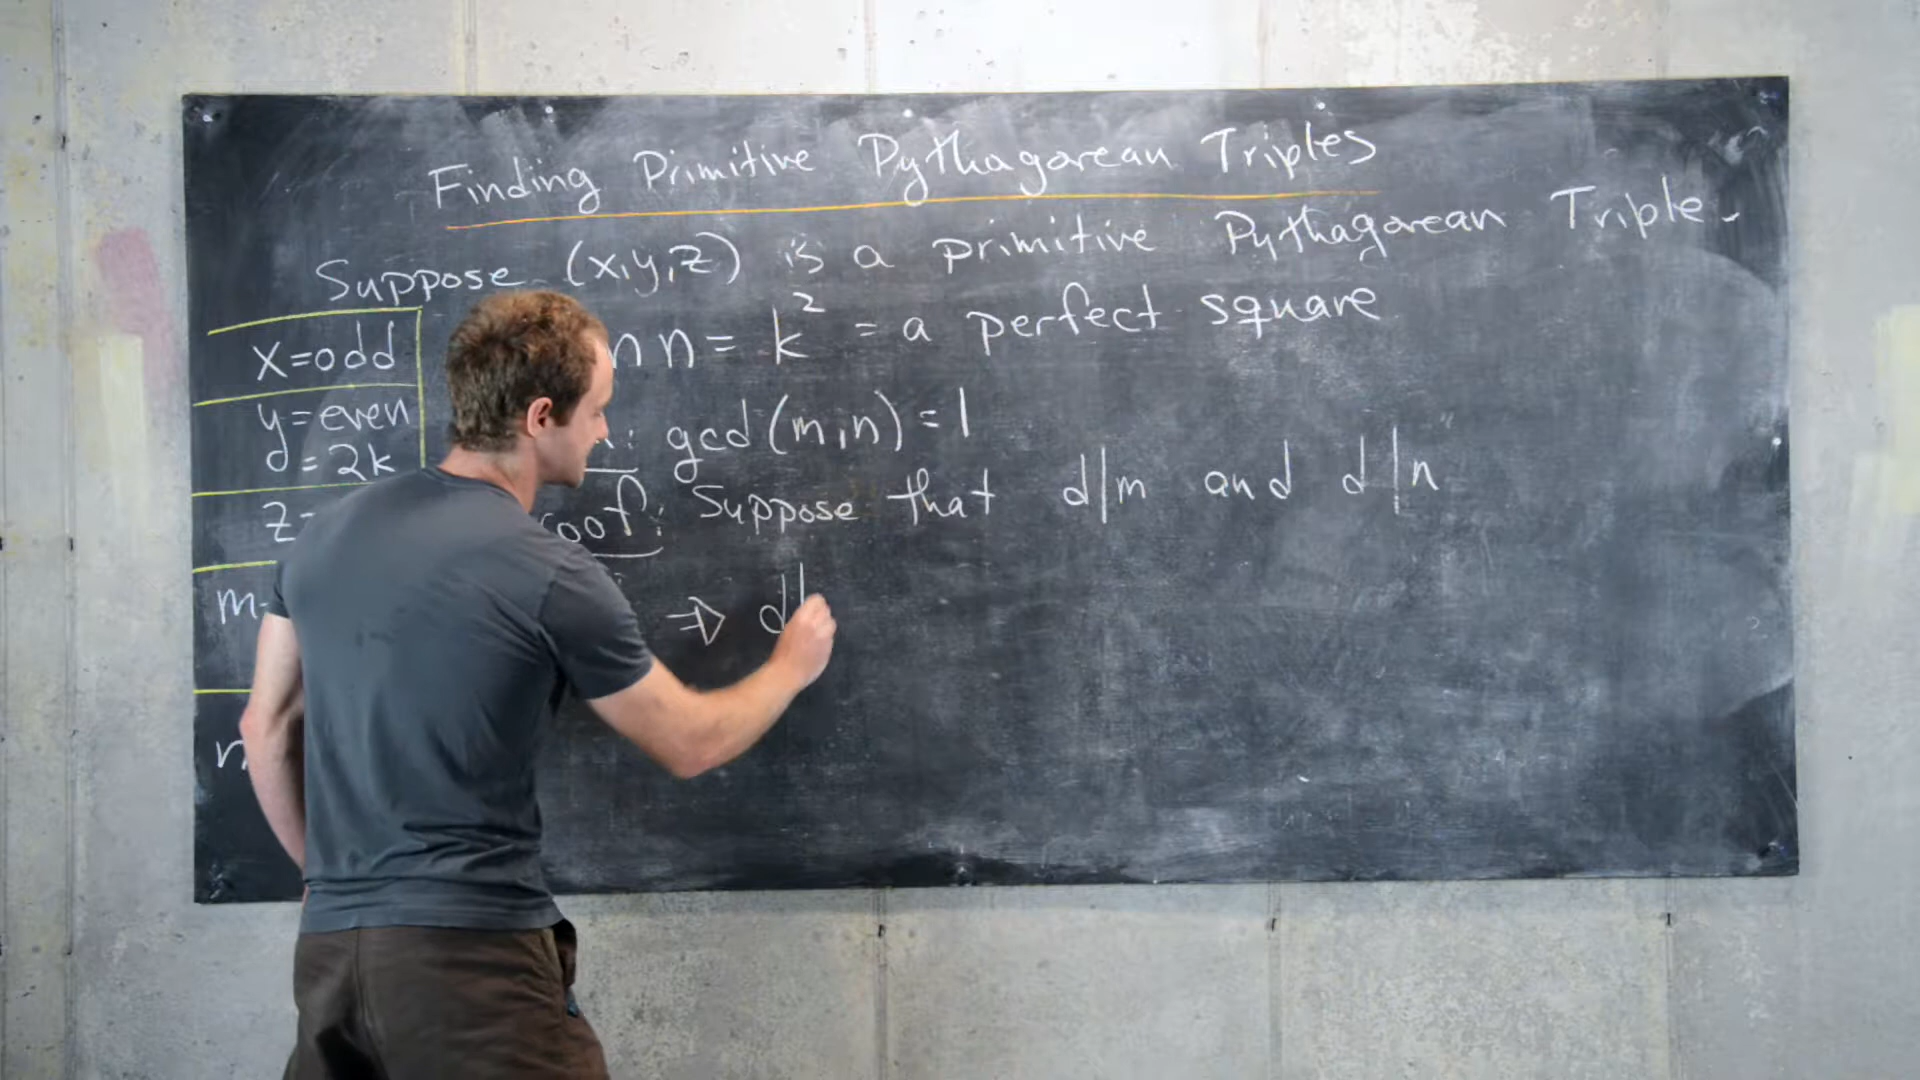 Finding Primitive Pythagorean Triples
Suppose (x,y,z) is a primitive Pythagorean Triple.
x=odd
n = k² = a perfect square
y=even
=2k
gcd(m,n)=1
z=
Suppose that d|m and d|n
m-
⇒ d|
n